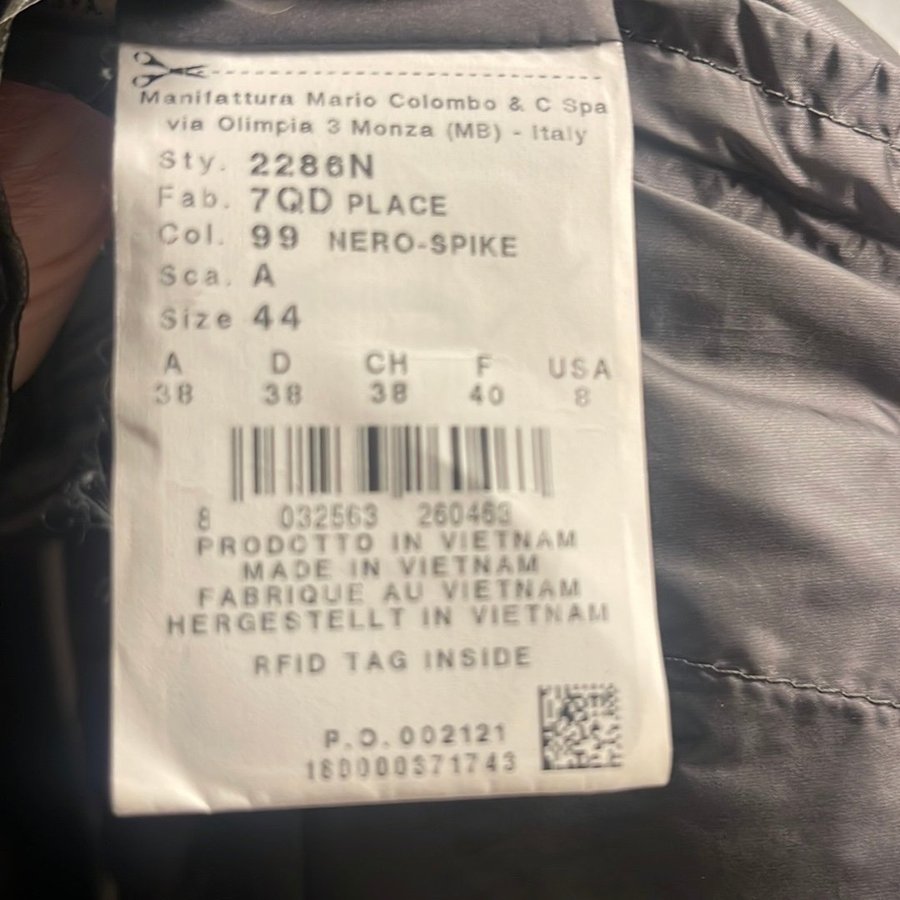 Manifattura Mario Colombo & C Spa
via Olimpia 3 Monza (MB) - Italy
Sty. 2286N
Fab. 7QD PLACE
Col. 99 NERO-SPIKE
Sca. A
Size 44
A D CH F USA
38 38 38 40 8
8 032563 260463
PRODOTTO IN VIETNAM
MADE IN VIETNAM
FABRIQUE AU VIETNAM
HERGESTELLT IN VIETNAM
RFID TAG INSIDE
P.O. 002121
160000371743